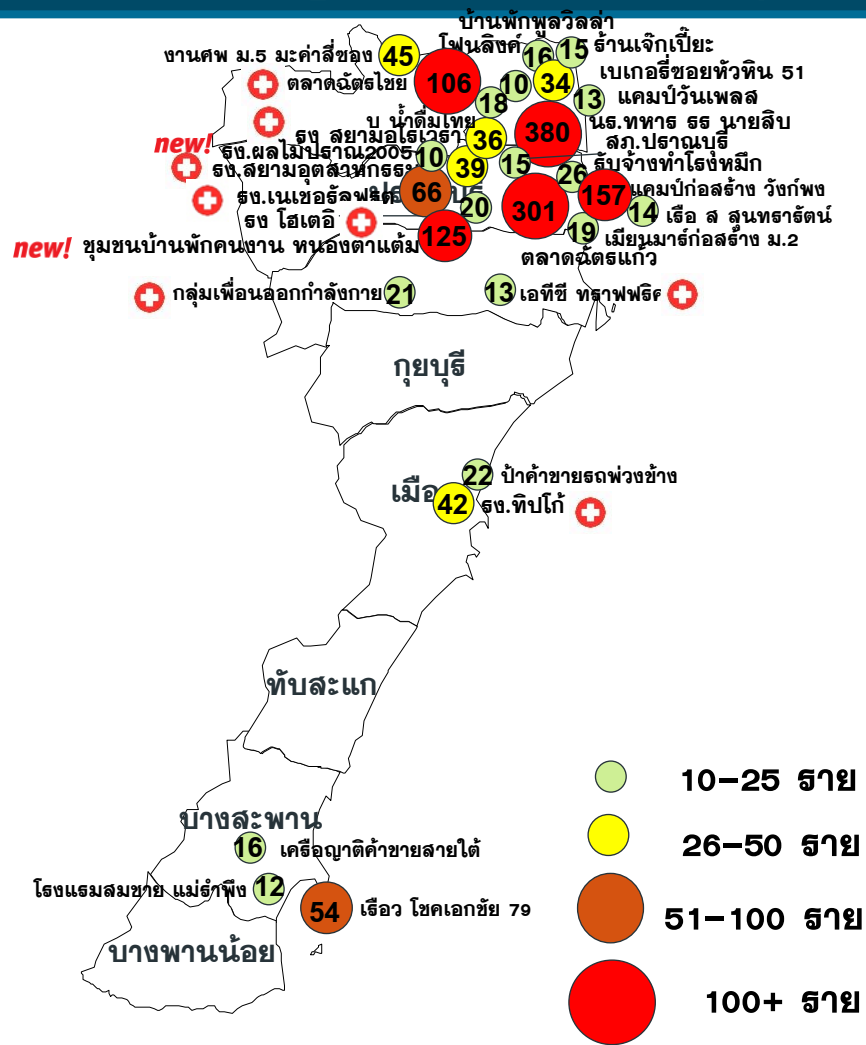 บ้านพักพูลวิลล่า
งานศพ ม.5 มะค่าสี่ซอง
45
โฟนลิงค์
16
15
ร้านเจ๊กเปี๊ยะ
ตลาดฉัตรไชย
106
10
34
เบเกอรี่ซอยหัวหิน 51
18
13
แคมป์วันเพลส
บ น้ำดื่มไทย
380
นร.ทหาร รร นายสิบ
รง สยามอโรเวรา
36
สภ.ปราณบุรี
new!
รง.ผลไม้ปราณ2005
10
15
รับจ้างทำโรงหมึก
รง.สยามอุตสาหกรร
39
26
แคมป์ก่อสร้าง วังก์พง
รง.เนเชอรัล
66
20
301
157
14
เรือ ส สุนทรารัตน์
รง โฮเตอิ
19
เมียนมาร์ก่อสร้าง ม.2
new!
ชุมชนบ้านพักคนงาน หนองตาแต้ม
125
ตลาดฉัตรแก้ว
กลุ่มเพื่อนออกกำลังกาย
21
13
เอทีซี ทราฟฟริค
กุยบุรี
22
ป้าค้าขายรถพ่วงข้าง
เมือ
42
รง.ทิปโก้
ทับสะแก
10-25 ราย
บางสะพาน
26-50 ราย
16
เครือญาติค้าขายสายใต้
โรงแรมสมชาย แม่รำพึง
12
54
เรือว โชคเอกชัย 79
51-100 ราย
บางพานน้อย
100+ ราย